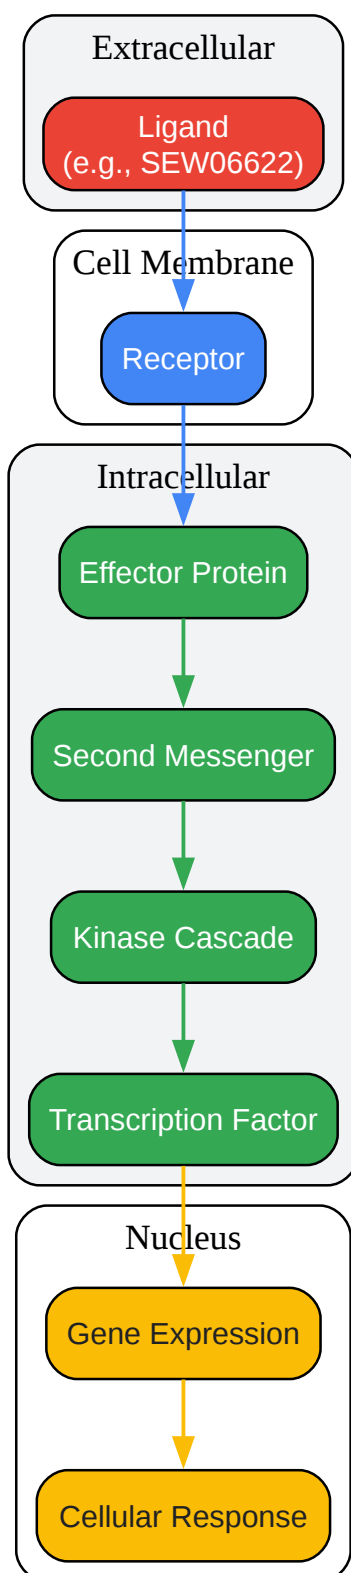 Extracellular
Ligand
(e.g., SEW06622)
Cell Membrane
Receptor
Intracellular
Effector Protein
Second Messenger
Kinase Cascade
Transcription Factor
Nucleus
Gene Expression
Cellular Response